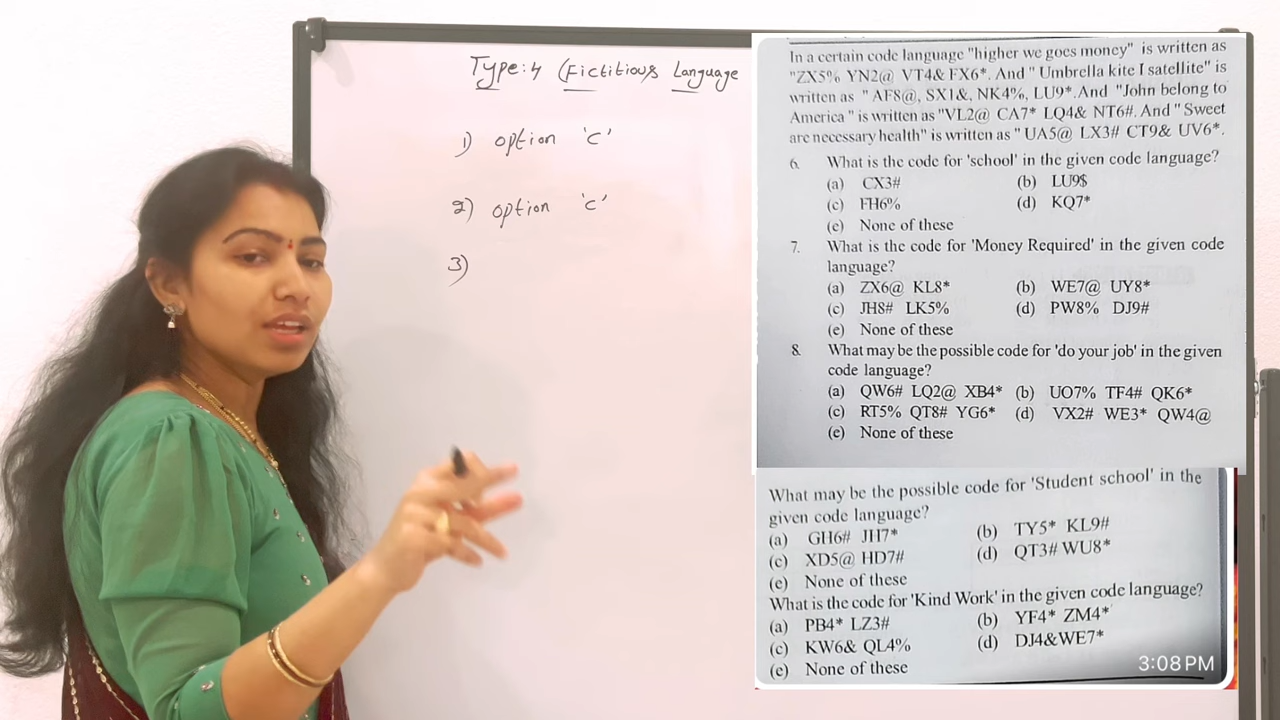 Type:4 (Fictitious Language
1) option 'c'
2) option 'c'
3)
In a certain code language "higher we goes money" is written as
"ZX5% YN2@ VT4& FX6*. And " Umbrella kite I satellite" is
written as " AF8@, SX1&, NK4%, LU9*.And "John belong to
America " is written as "VL2@ CA7* LQ4& NT6#. And " Sweet
are necessary health" is written as " UA5@ LX3# CT9& UV6*.
6. What is the code for 'school' in the given code language?
(a) CX3# (b) LU9$
(c) FH6% (d) KQ7*
(e) None of these
7. What is the code for 'Money Required' in the given code
language?
(a) ZX6@ KL8* (b) WE7@ UY8*
(c) JH8# LK5% (d) PW8% DJ9#
(e) None of these
8. What may be the possible code for 'do your job' in the given
code language?
(a) QW6# LQ2@ XB4* (b) UO7% TF4# QK6*
(c) RT5% QT8# YG6* (d) VX2# WE3* QW4@
(e) None of these
What may be the possible code for 'Student school' in the
given code language?
(a) GH6# JH7* (b) TY5* KL9#
(c) XD5@ HD7# (d) QT3# WU8*
(e) None of these
What is the code for 'Kind Work' in the given code language?
(a) PB4* LZ3# (b) YF4* ZM4*
(c) KW6& QL4% (d) DJ4&WE7*
(e) None of these
3:08 PM